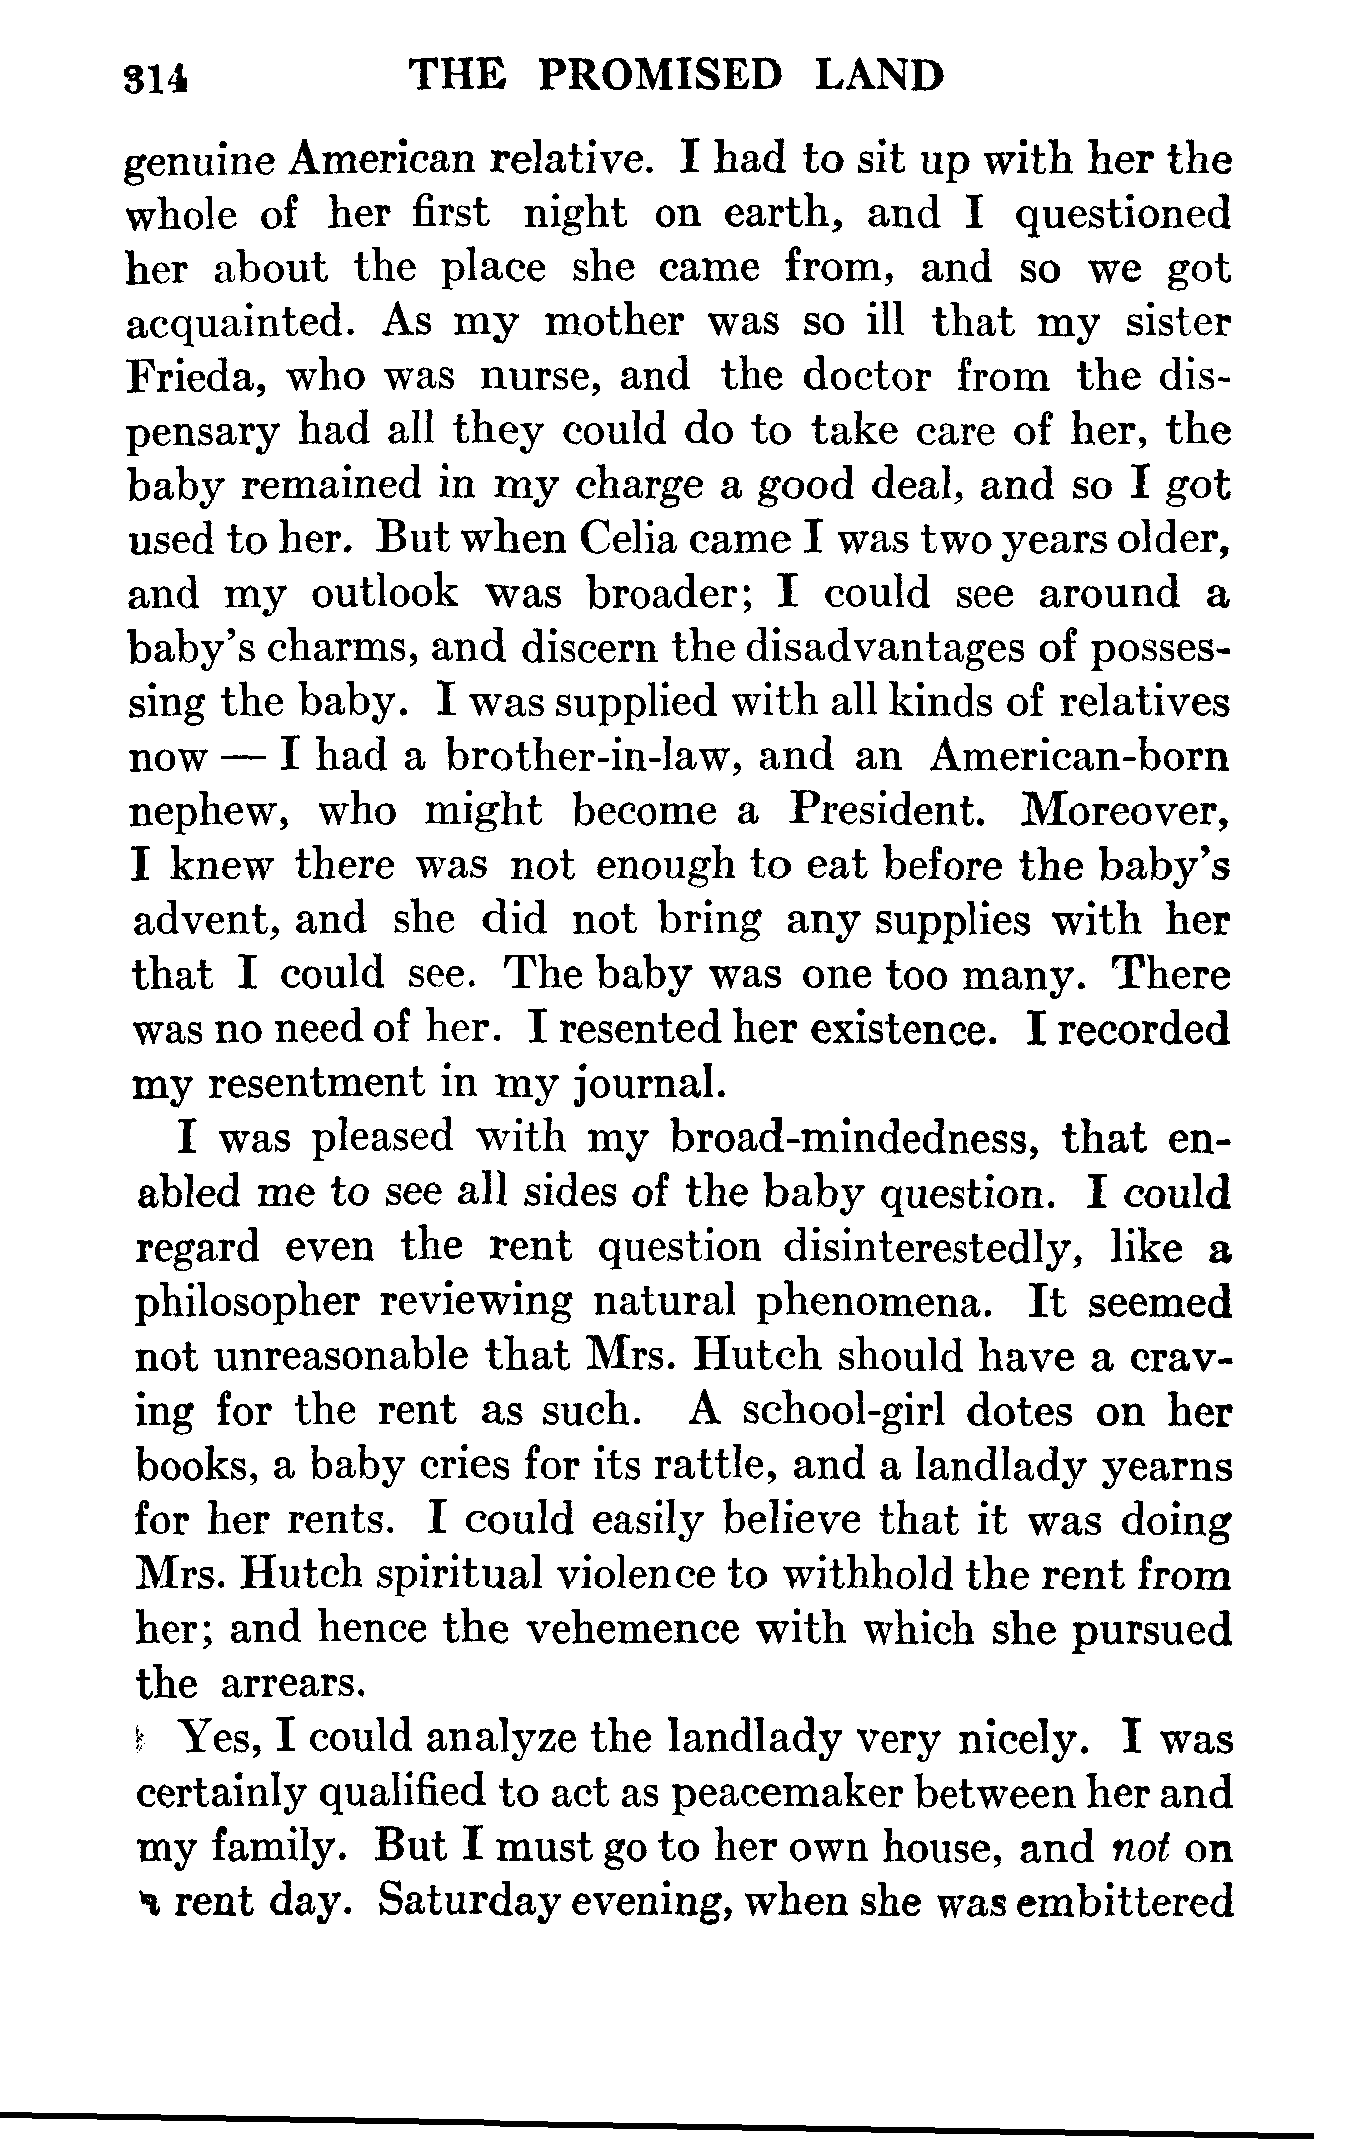 314 THE PROMISED LAND
genuine American relative. I had to sit up with her the
whole of her first night on earth, and I questioned
her about the place she came from, and so we got
acquainted. As my mother was so ill that my sister
Frieda, who was nurse, and the doctor from the dis-
pensary had all they could do to take care of her, the
baby remained in my charge a good deal, and so I got
used to her. But when Celia came I was two years older,
and my outlook was broader; I could see around a
baby's charms, and discern the disadvantages of posses-
sing the baby. I was supplied with all kinds of relatives
now — I had a brother-in-law, and an American-born
nephew, who might become a President. Moreover,
I knew there was not enough to eat before the baby's
advent, and she did not bring any supplies with her
that I could see. The baby was one too many. There
was no need of her. I resented her existence. I recorded
my resentment in my journal.
I was pleased with my broad-mindedness, that en-
abled me to see all sides of the baby question. I could
regard even the rent question disinterestedly, like a
philosopher reviewing natural phenomena. It seemed
not unreasonable that Mrs. Hutch should have a crav-
ing for the rent as such. A school-girl dotes on her
books, a baby cries for its rattle, and a landlady yearns
for her rents. I could easily believe that it was doing
Mrs. Hutch spiritual violence to withhold the rent from
her; and hence the vehemence with which she pursued
the arrears.
Yes, I could analyze the landlady very nicely. I was
certainly qualified to act as peacemaker between her and
my family. But I must go to her own house, and not on
a rent day. Saturday evening, when she was embittered